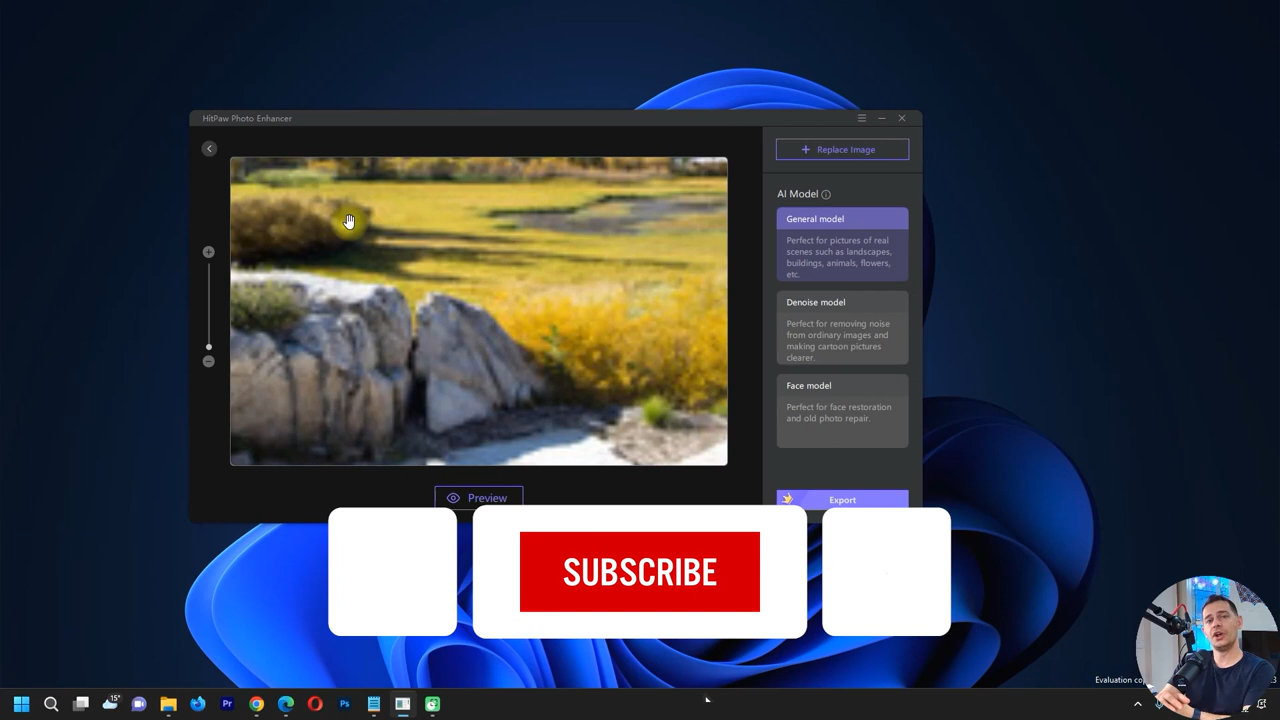 HitPaw Photo Enhancer
Replace Image
AI Model
General model
Perfect for pictures of real
scenes such as landscapes,
buildings, animals, flowers,
etc.
Denoise model
Perfect for removing noise
from ordinary images and
making cartoon pictures
clearer.
Face model
Perfect for face restoration
and old photo repair.
Preview
Export
SUBSCRIBE
Evaluation
15°
Pr
Ps